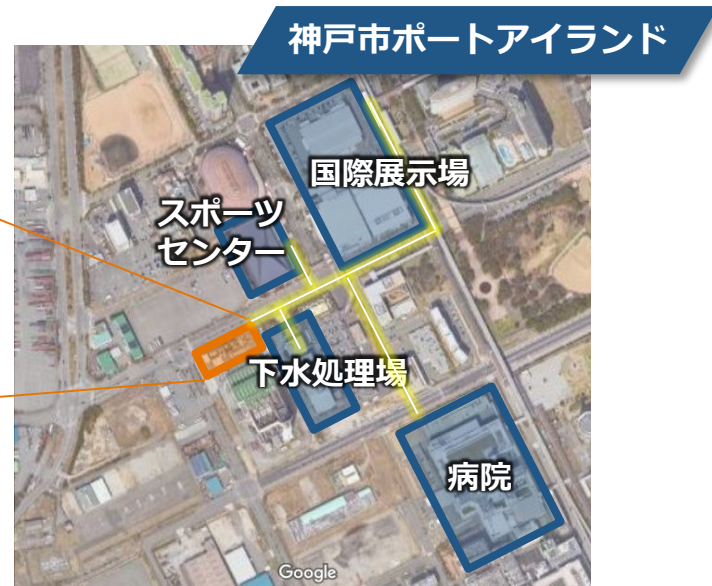 神戸市ポートアイランド
国際展示場
スポーツ
センター
下水処理場
病院
Google